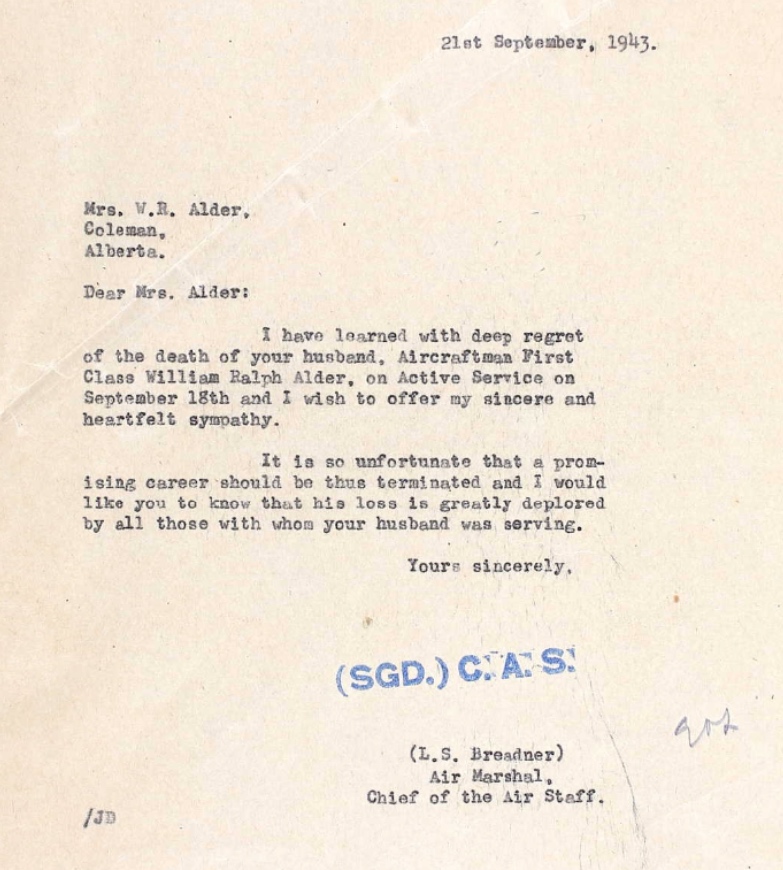 21st September, 1943.
Mrs. W.R. Alder,
Coleman,
Alberta.
Dear Mrs. Alder:
I have learned with deep regret
of the death of your husband, Aircraftman First
Class William Ralph Alder, on Active Service on
September 18th and I wish to offer my sincere and
heartfelt sympathy.
It is so unfortunate that a prom-
ising career should be thus terminated and I would
like you to know that his loss is greatly deplored
by all those with whom your husband was serving.
Yours sincerely,
(SGD.) C.A.S.
(L.S. Breadner)
Air Marshal,
Chief of the Air Staff.
/JD